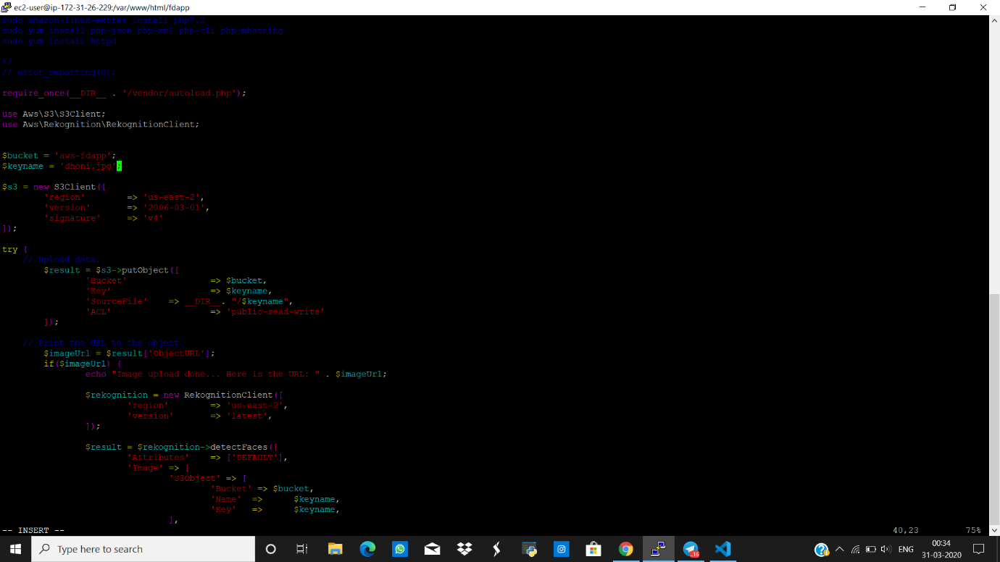 ec2-user@ip-172-31-26-229:/var/www/html/fdapp
sudo amazon-linux-extras install php7.2
sudo yum install php-json php-xml php-cli php-mbstring
sudo yum install httpd
*/
// error_reporting(0);
require_once(__DIR__ . '/vendor/autoload.php');
use Aws\S3\S3Client;
use Aws\Rekognition\RekognitionClient;
$bucket = 'aws-fdapp';
$keyname = 'dhoni.jpg';
$s3 = new S3Client([
'region' => 'us-east-2',
'version' => '2006-03-01',
'signature' => 'v4'
]);
try {
// Upload data.
$result = $s3->putObject([
'Bucket' => $bucket,
'Key' => $keyname,
'SourceFile' => __DIR__. "/$keyname",
'ACL' => 'public-read-write'
]);
// Print the URL to the object.
$imageUrl = $result['ObjectURL'];
if($imageUrl) {
echo "Image upload done... Here is the URL: " . $imageUrl;
$rekognition = new RekognitionClient([
'region' => 'us-east-2',
'version' => 'latest',
]);
$result = $rekognition->detectFaces([
'Attributes' => ['DEFAULT'],
'Image' => [
'S3Object' => [
'Bucket' => $bucket,
'Name' => $keyname,
'Key' => $keyname,
],
-- INSERT -- 40,23 75%
Type here to search
16
ENG
00:34
31-03-2020